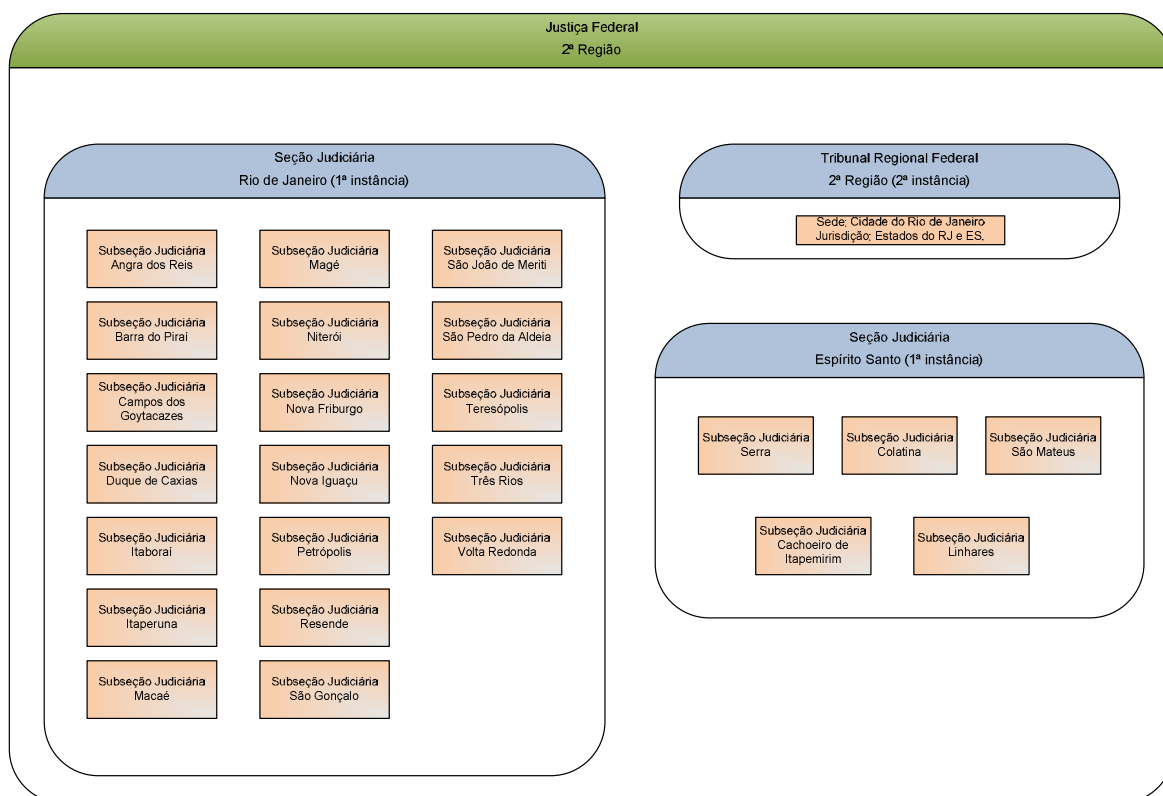 Justiça Federal
2ª Região
Seção Judiciária
Rio de Janeiro (1ª instância)
Subseção Judiciária
Angra dos Reis
Subseção Judiciária
Barra do Piraí
Subseção Judiciária
Campos dos
Goytacazes
Subseção Judiciária
Duque de Caxias
Subseção Judiciária
Itaboraí
Subseção Judiciária
Itaperuna
Subseção Judiciária
Macaé
Subseção Judiciária
Magé
Subseção Judiciária
Niterói
Subseção Judiciária
Nova Friburgo
Subseção Judiciária
Nova Iguaçu
Subseção Judiciária
Petrópolis
Subseção Judiciária
Resende
Subseção Judiciária
São Gonçalo
Subseção Judiciária
São João de Meriti
Subseção Judiciária
São Pedro da Aldeia
Subseção Judiciária
Teresópolis
Subseção Judiciária
Três Rios
Subseção Judiciária
Volta Redonda
Tribunal Regional Federal
2ª Região (2ª instância)
Sede: Cidade do Rio de Janeiro
Jurisdição: Estados do RJ e ES.
Seção Judiciária
Espírito Santo (1ª instância)
Subseção Judiciária
Serra
Subseção Judiciária
Colatina
Subseção Judiciária
São Mateus
Subseção Judiciária
Cachoeiro de
Itapemirim
Subseção Judiciária
Linhares